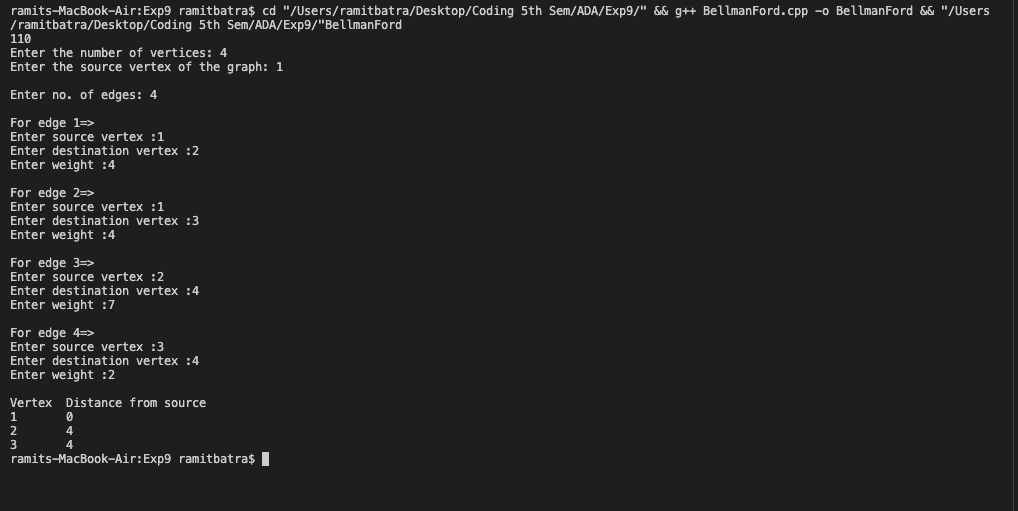 ramits-MacBook-Air:Exp9 ramitbatra$ cd "/Users/ramitbatra/Desktop/Coding 5th Sem/ADA/Exp9/" && g++ BellmanFord.cpp -o BellmanFord && "/Users
/ramitbatra/Desktop/Coding 5th Sem/ADA/Exp9/"BellmanFord
110
Enter the number of vertices: 4
Enter the source vertex of the graph: 1
Enter no. of edges: 4
For edge 1=>
Enter source vertex :1
Enter destination vertex :2
Enter weight :4
For edge 2=>
Enter source vertex :1
Enter destination vertex :3
Enter weight :4
For edge 3=>
Enter source vertex :2
Enter destination vertex :4
Enter weight :7
For edge 4=>
Enter source vertex :3
Enter destination vertex :4
Enter weight :2
Vertex  Distance from source
1       0
2       4
3       4
ramits-MacBook-Air:Exp9 ramitbatra$